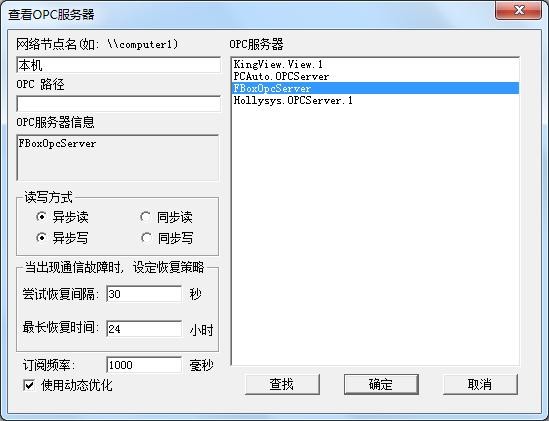 查看OPC服务器
网络节点名(如: \\computer1)
本机
OPC 路径
OPC服务器信息
FBoxOpcServer
读写方式
异步读
同步读
异步写
同步写
当出现通信故障时, 设定恢复策略
尝试恢复间隔: 30 秒
最长恢复时间: 24 小时
订阅频率: 1000 毫秒
使用动态优化
OPC服务器
KingView.View.1
PCAuto.OPCServer
FBoxOpcServer
Hollysys.OPCServer.1
查找
确定
取消